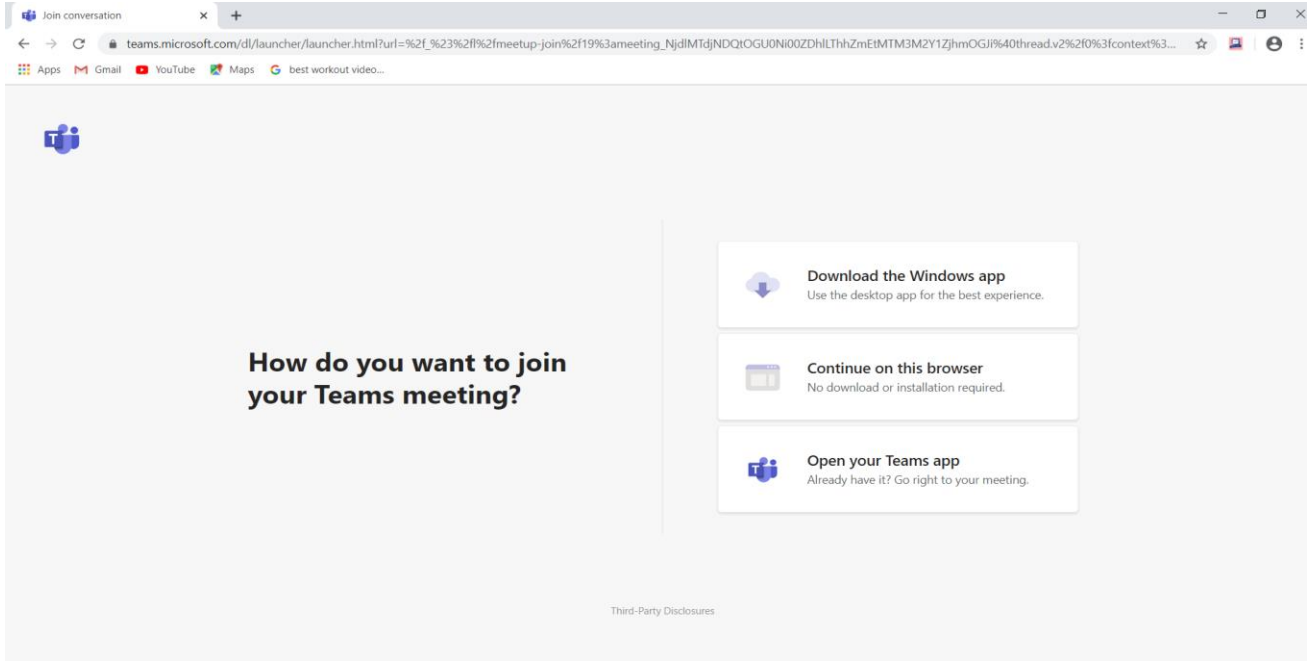 Join conversation
teams.microsoft.com/dl/launcher/launcher.html?url=%2f_%23%2fl%2fmeetup-join%2f19%3ameeting_NjdlMTdjNDQtOGU0Ni00ZDhlLThhZmEtMTM3M2Y1ZjhmOGJi%40thread.v2%2f0%3fcontext%3...
Apps Gmail YouTube Maps best workout video...
Download the Windows app
Use the desktop app for the best experience.
How do you want to join
your Teams meeting?
Continue on this browser
No download or installation required.
Open your Teams app
Already have it? Go right to your meeting.
Third-Party Disclosures